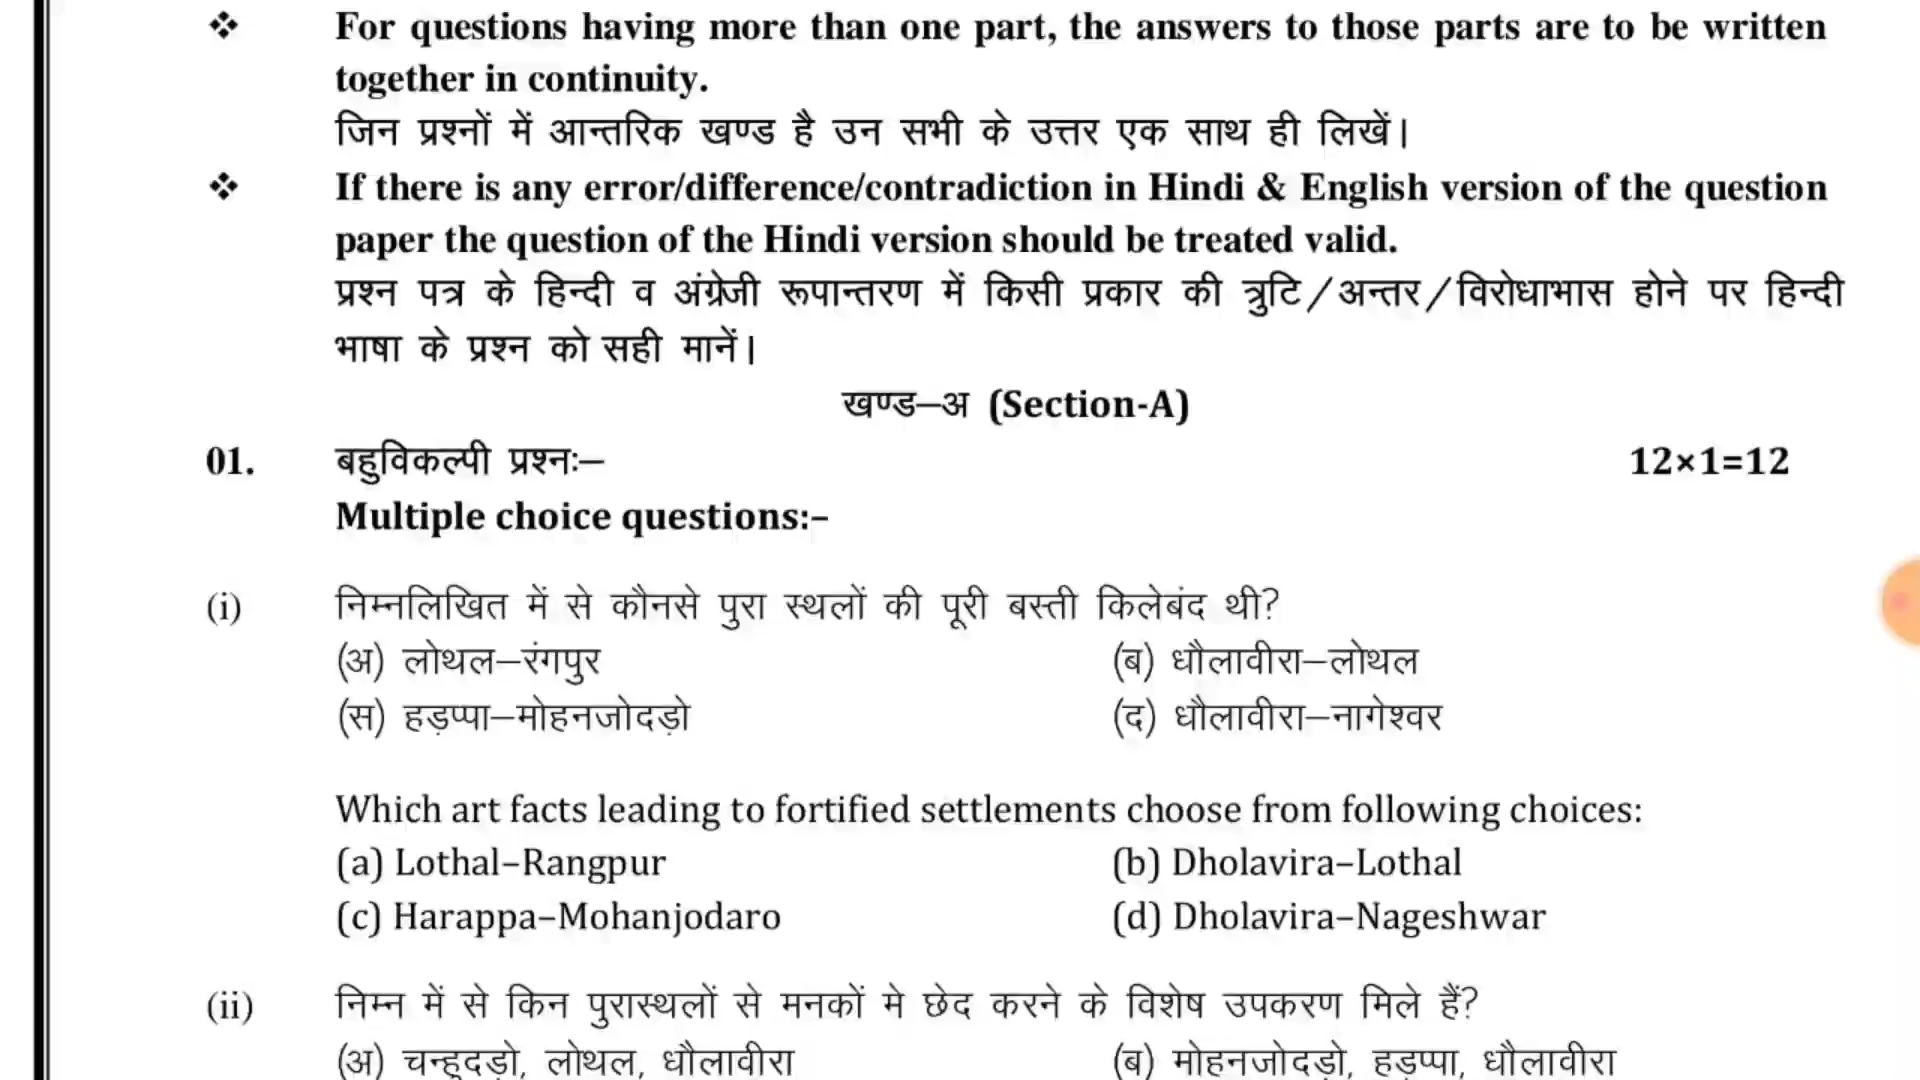 ❖ For questions having more than one part, the answers to those parts are to be written
together in continuity.
जिन प्रश्नों में आन्तरिक खण्ड है उन सभी के उत्तर एक साथ ही लिखें।
❖ If there is any error/difference/contradiction in Hindi & English version of the question
paper the question of the Hindi version should be treated valid.
प्रश्न पत्र के हिन्दी व अंग्रेजी रूपान्तरण में किसी प्रकार की त्रुटि/अन्तर/विरोधाभास होने पर हिन्दी
भाषा के प्रश्न को सही मानें।
खण्ड–अ (Section-A)
01. बहुविकल्पी प्रश्नः– 12×1=12
Multiple choice questions:–
(i) निम्नलिखित में से कौनसे पुरा स्थलों की पूरी बस्ती किलेबंद थी?
(अ) लोथल–रंगपुर (ब) धौलावीरा–लोथल
(स) हड़प्पा–मोहनजोदड़ो (द) धौलावीरा–नागेश्वर
Which art facts leading to fortified settlements choose from following choices:
(a) Lothal–Rangpur (b) Dholavira–Lothal
(c) Harappa–Mohanjodaro (d) Dholavira–Nageshwar
(ii) निम्न में से किन पुरास्थलों से मनकों मे छेद करने के विशेष उपकरण मिले हैं?
(अ) चन्हूदड़ो, लोथल, धौलावीरा (ब) मोहनजोदड़ो, हड़प्पा, धौलावीरा